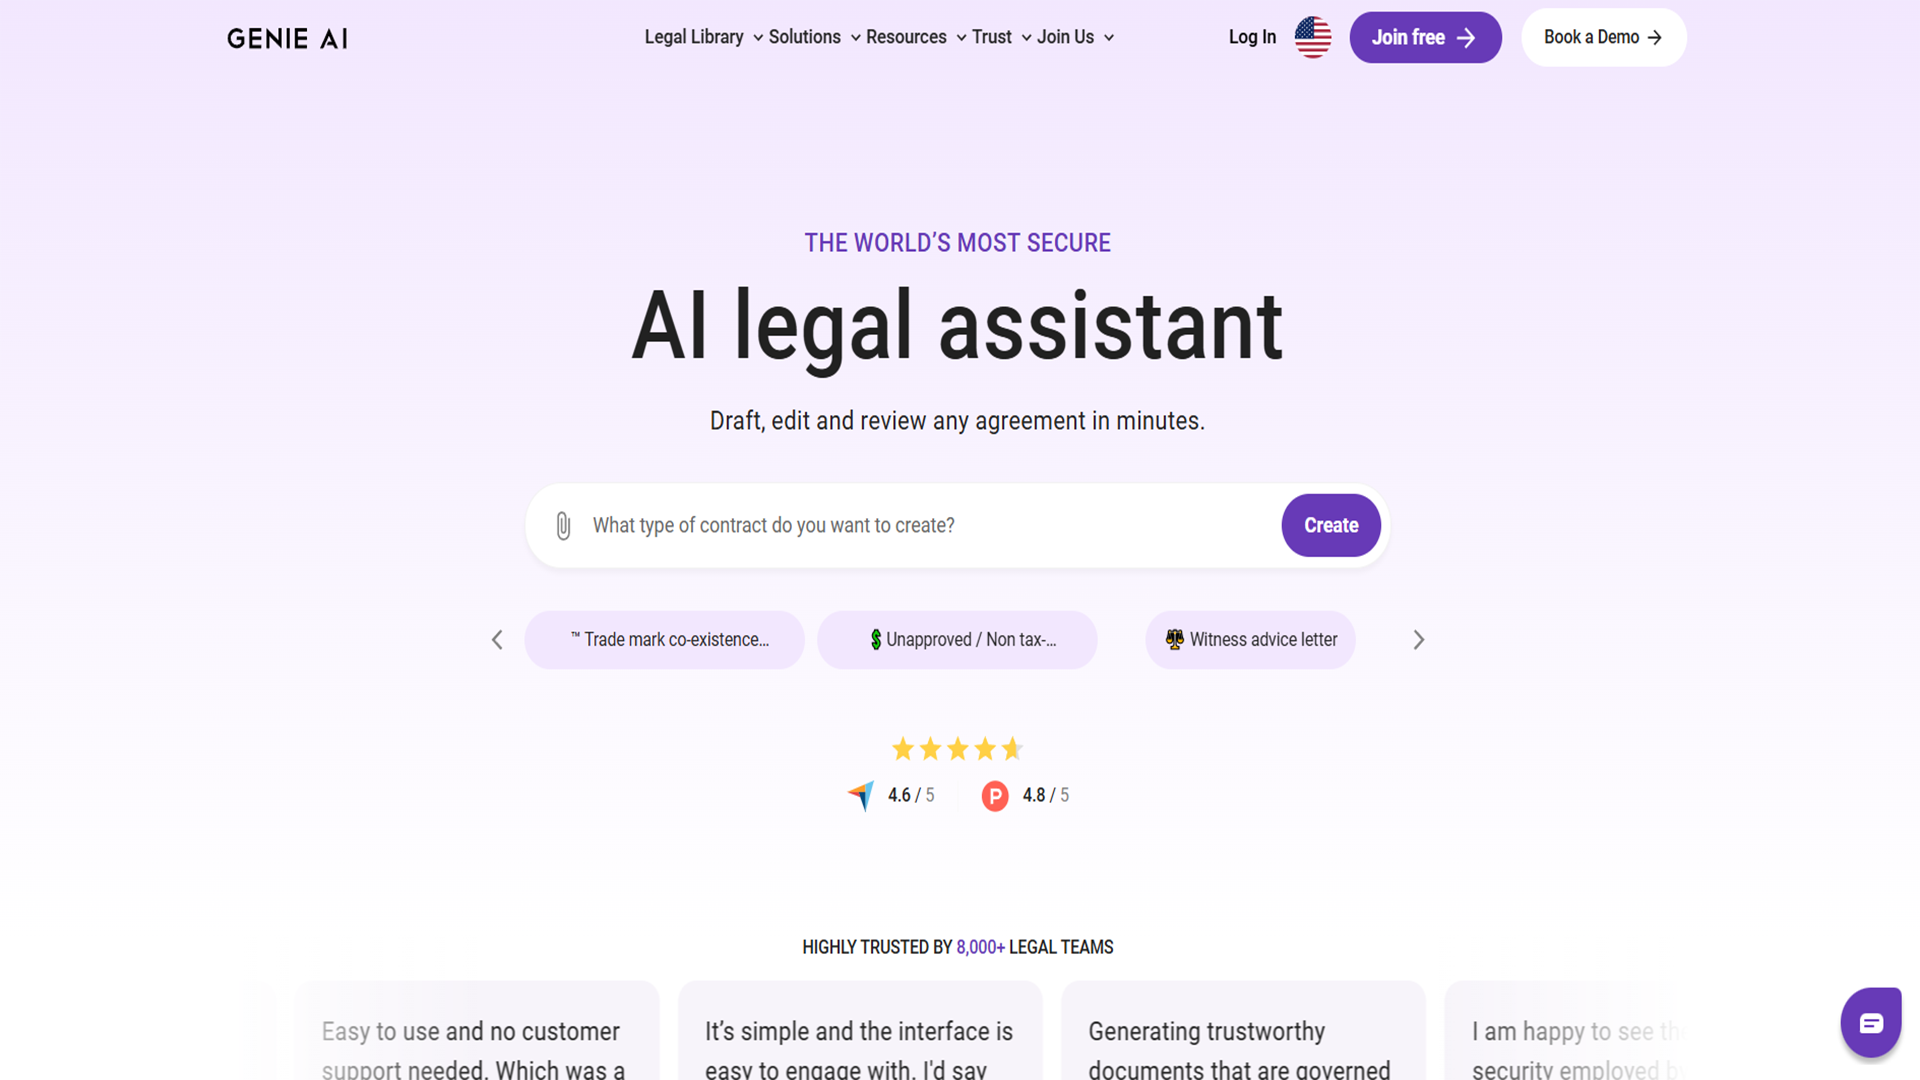 GENIE AI
Legal Library Solutions Resources Trust Join Us
Log In Join free Book a Demo
THE WORLD’S MOST SECURE
AI legal assistant
Draft, edit and review any agreement in minutes.
What type of contract do you want to create? Create
™ Trade mark co-existence... Unapproved / Non tax-... Witness advice letter
4.6 / 5 P 4.8 / 5
HIGHLY TRUSTED BY 8,000+ LEGAL TEAMS
Easy to use and no customer
support needed. Which was a
It’s simple and the interface is
easy to engage with. I'd say
Generating trustworthy
documents that are governed
I am happy to see the
security employed by